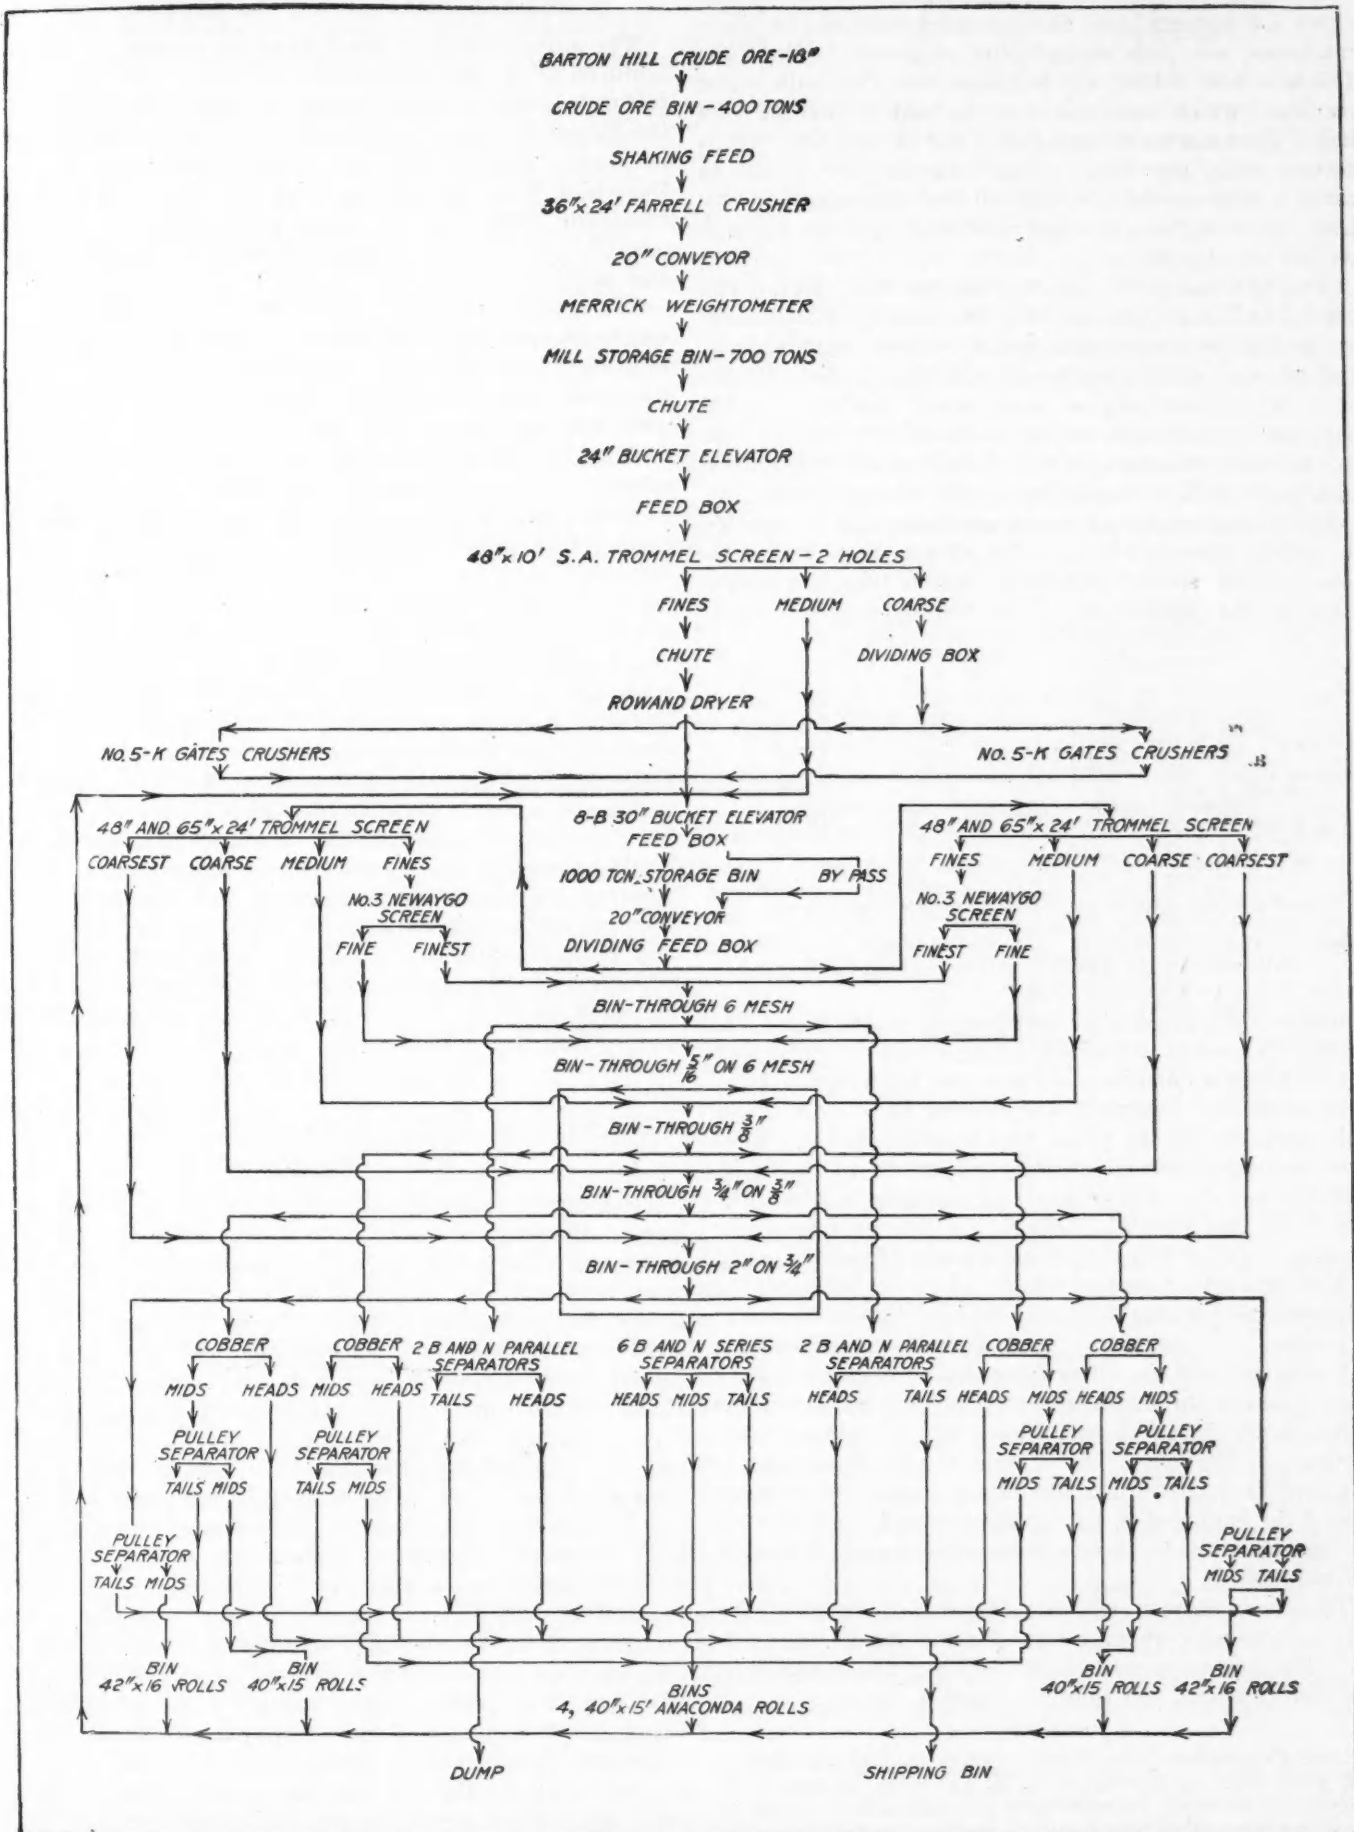 BARTON HILL CRUDE ORE-18"
CRUDE ORE BIN-400 TONS
SHAKING FEED
36"x24' FARRELL CRUSHER
20" CONVEYOR
MERRICK WEIGHTOMETER
MILL STORAGE BIN-700 TONS
CHUTE
24" BUCKET ELEVATOR
FEED BOX
48"x10' S.A. TROMMEL SCREEN-2 HOLES
FINES MEDIUM COARSE
CHUTE DIVIDING BOX
ROWAND DRYER
No. 5-K GATES CRUSHERS No. 5-K GATES CRUSHERS
8-B 30" BUCKET ELEVATOR
48" AND 65"x24' TROMMEL SCREEN FEED BOX 48" AND 65"x24' TROMMEL SCREEN
COARSEST COARSE MEDIUM FINES FINES MEDIUM COARSE COARSEST
1000 TON STORAGE BIN BY PASS
No. 3 NEWAYGO SCREEN No. 3 NEWAYGO SCREEN
20" CONVEYOR
FINE FINEST DIVIDING FEED BOX FINEST FINE
BIN-THROUGH 6 MESH
BIN-THROUGH 5/16" ON 6 MESH
BIN-THROUGH 3/8"
BIN-THROUGH 3/4" ON 3/8"
BIN-THROUGH 2" ON 3/4"
COBBER COBBER 2 B AND N PARALLEL SEPARATORS 6 B AND N SERIES SEPARATORS 2 B AND N PARALLEL SEPARATORS COBBER COBBER
MIDS HEADS MIDS HEADS TAILS HEADS HEADS MIDS TAILS HEADS TAILS HEADS MIDS HEADS MIDS
PULLEY SEPARATOR PULLEY SEPARATOR PULLEY SEPARATOR PULLEY SEPARATOR
TAILS MIDS TAILS MIDS MIDS TAILS MIDS TAILS
PULLEY SEPARATOR PULLEY SEPARATOR
TAILS MIDS MIDS TAILS
BIN 42"x16 ROLLS BIN 40"x15 ROLLS BINS 4, 40"x15' ANACONDA ROLLS BIN 40"x15 ROLLS BIN 42"x16 ROLLS
DUMP SHIPPING BIN